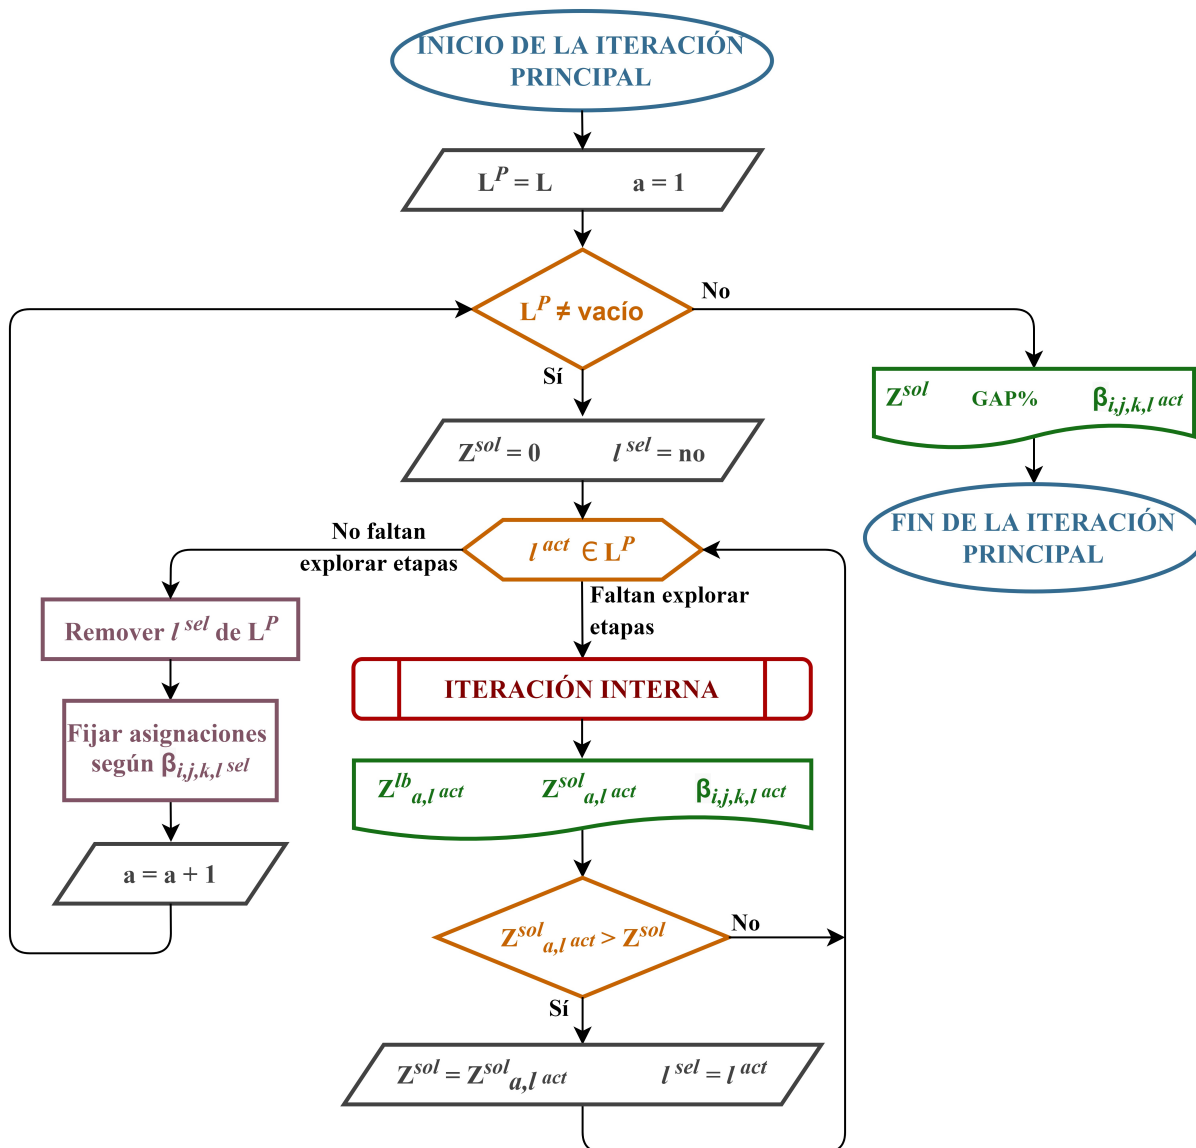 INICIO DE LA ITERACIÓN
PRINCIPAL
L^P = L a = 1
L^P ≠ vacío
No
Sí
Z^sol GAP% β_i,j,k,l^act
Z^sol = 0 l^sel = no
FIN DE LA ITERACIÓN
PRINCIPAL
No faltan
explorar etapas
l^act ∈ L^P
Faltan explorar
etapas
Remover l^sel de L^P
ITERACIÓN INTERNA
Fijar asignaciones
según β_i,j,k,l^sel
Z^lb_a,l^act Z^sol_a,l^act β_i,j,k,l^act
a = a + 1
Z^sol_a,l^act > Z^sol
No
Sí
Z^sol = Z^sol_a,l^act l^sel = l^act